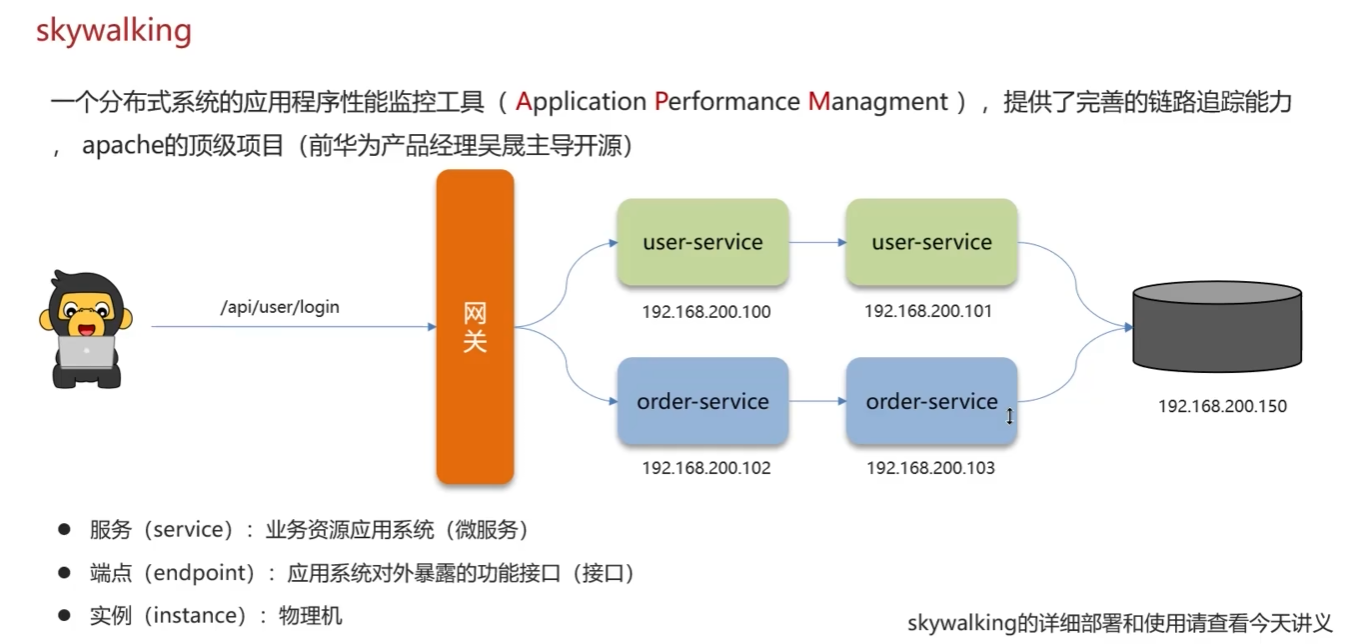 skywalking
一个分布式系统的应用程序性能监控工具（ Application Performance Managment ），提供了完善的链路追踪能力
， apache的顶级项目（前华为产品经理吴晟主导开源）
/api/user/login
网
关
user-service
user-service
192.168.200.100
192.168.200.101
order-service
order-service
192.168.200.102
192.168.200.103
192.168.200.150
● 服务（service）：业务资源应用系统（微服务）
● 端点（endpoint）：应用系统对外暴露的功能接口（接口）
● 实例（instance）：物理机
skywalking的详细部署和使用请查看今天讲义